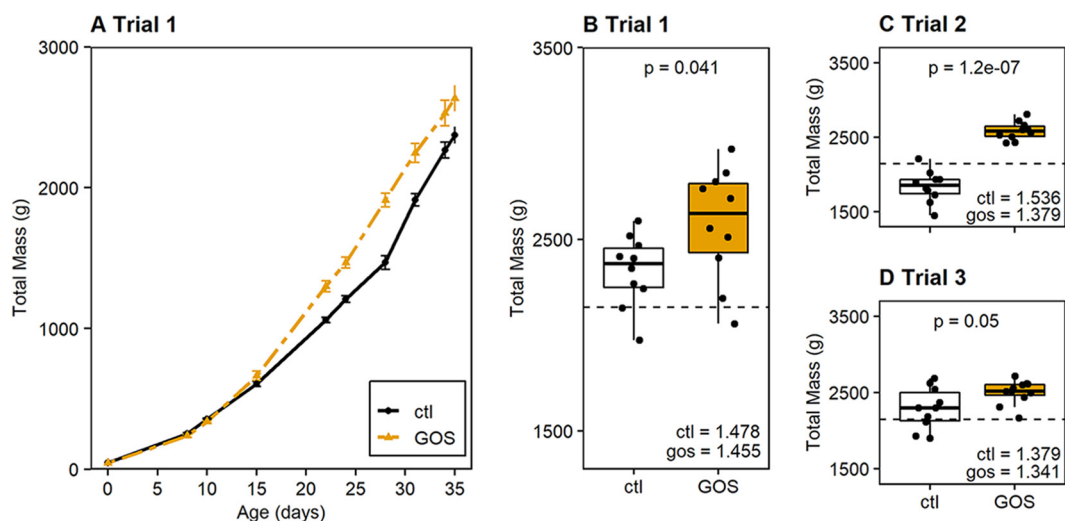 A Trial 1
Total Mass (g)
3000
2000
1000
0
0 5 10 15 20 25 30 35
Age (days)
ctl
GOS
B Trial 1
Total Mass (g)
3500
2500
1500
p = 0.041
ctl = 1.478
gos = 1.455
ctl GOS
C Trial 2
Total Mass (g)
3500
2500
1500
p = 1.2e-07
ctl = 1.536
gos = 1.379
D Trial 3
Total Mass (g)
3500
2500
1500
p = 0.05
ctl = 1.379
gos = 1.341
ctl GOS